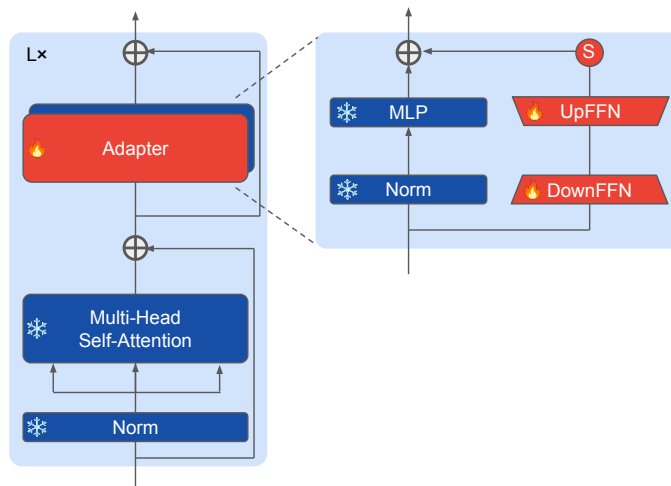 L×
Adapter
Multi-Head
Self-Attention
Norm
S
MLP
UpFFN
Norm
DownFFN